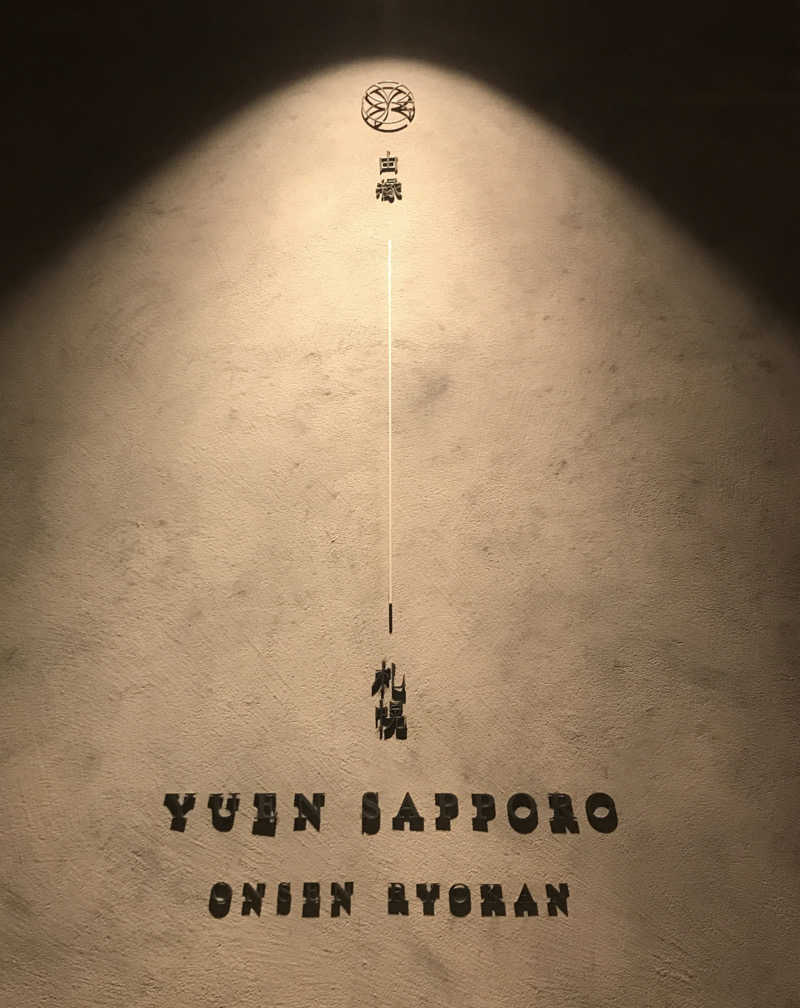 由縁
札幌
YUEN SAPPORO
ONSEN RYOKAN